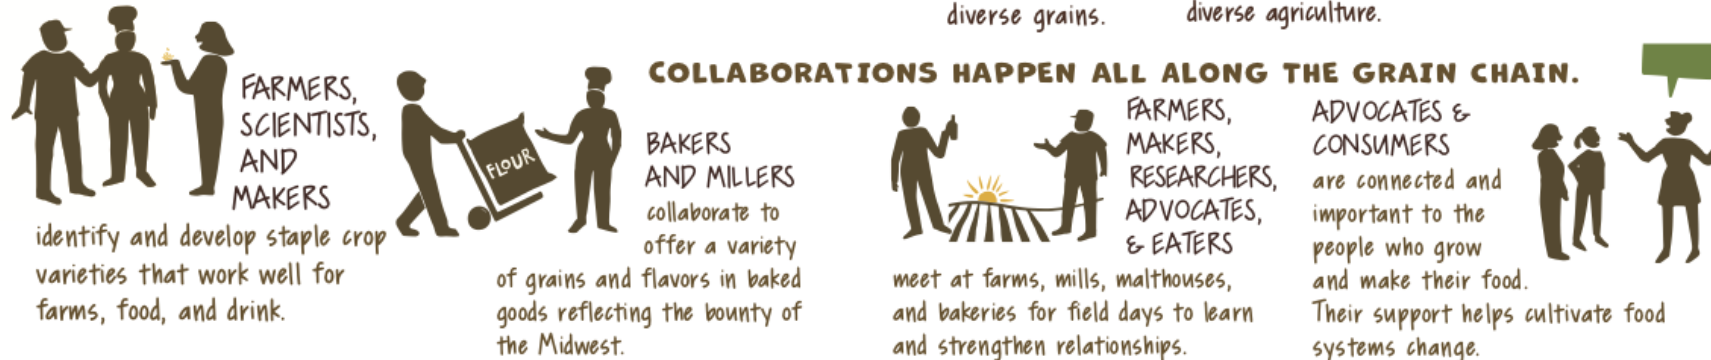 diverse grains.
diverse agriculture.
COLLABORATIONS HAPPEN ALL ALONG THE GRAIN CHAIN.
FARMERS,
SCIENTISTS,
AND
MAKERS
identify and develop staple crop
varieties that work well for
farms, food, and drink.
FLOUR
BAKERS
AND MILLERS
collaborate to
offer a variety
of grains and flavors in baked
goods reflecting the bounty of
the Midwest.
FARMERS,
MAKERS,
RESEARCHERS,
ADVOCATES,
& EATERS
meet at farms, mills, malthouses,
and bakeries for field days to learn
and strengthen relationships.
ADVOCATES &
CONSUMERS
are connected and
important to the
people who grow
and make their food.
Their support helps cultivate food
systems change.